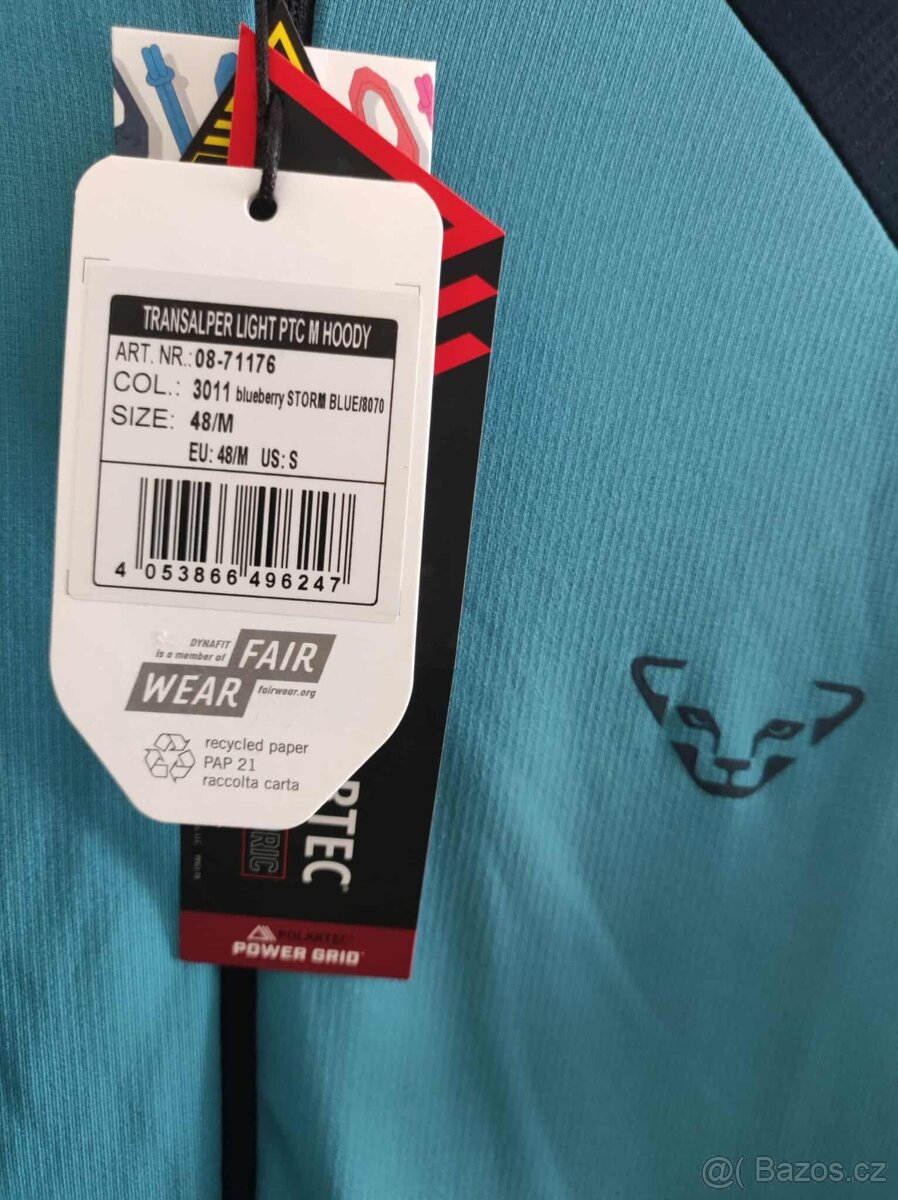 TRANSALPER LIGHT PTC M HOODY
ART. NR.: 08-71176
COL.: 3011 blueberry STORM BLUE/8070
SIZE: 48/M
EU: 48/M US: S
4 053866 496247
DYNAFIT
is a member of
FAIR
WEAR
fairwear.org
recycled paper
PAP 21
raccolta carta
RTEC
RIC
POLARTEC
POWER GRID
@( Bazos.cz